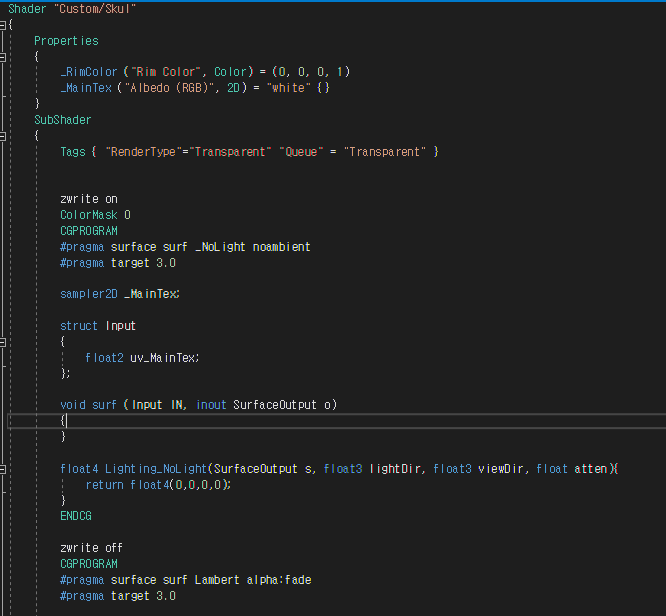 Shader "Custom/Skul"
{
Properties
{
_RimColor ("Rim Color", Color) = (0, 0, 0, 1)
_MainTex ("Albedo (RGB)", 2D) = "white" {}
}
SubShader
{
Tags { "RenderType"="Transparent" "Queue" = "Transparent" }
zwrite on
ColorMask 0
CGPROGRAM
#pragma surface surf _NoLight noambient
#pragma target 3.0
sampler2D _MainTex;
struct Input
{
float2 uv_MainTex;
};
void surf (Input IN, inout SurfaceOutput o)
{
}
float4 Lighting_NoLight(SurfaceOutput s, float3 lightDir, float3 viewDir, float atten){
return float4(0,0,0,0);
}
ENDCG
zwrite off
CGPROGRAM
#pragma surface surf Lambert alpha:fade
#pragma target 3.0